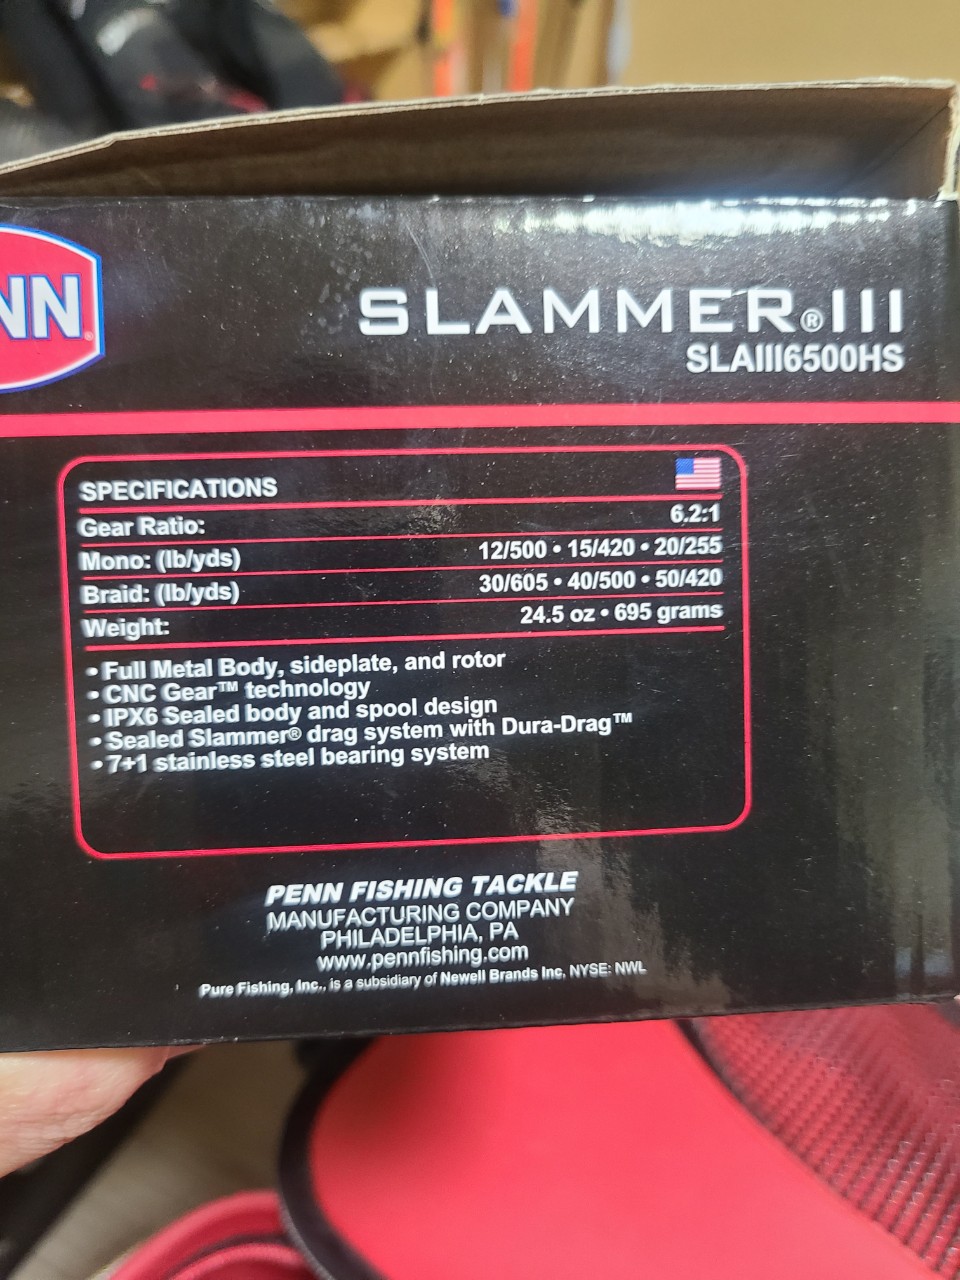 NN®
SLAMMER®III
SLAIII6500HS
SPECIFICATIONS
Gear Ratio: 6.2:1
Mono: (lb/yds) 12/500 • 15/420 • 20/255
Braid: (lb/yds) 30/605 • 40/500 • 50/420
Weight: 24.5 oz • 695 grams
• Full Metal Body, sideplate, and rotor
• CNC Gear™ technology
• IPX6 Sealed body and spool design
• Sealed Slammer® drag system with Dura-Drag™
• 7+1 stainless steel bearing system
PENN FISHING TACKLE
MANUFACTURING COMPANY
PHILADELPHIA, PA
www.pennfishing.com
Pure Fishing, Inc., is a subsidiary of Newell Brands Inc, NYSE: NWL